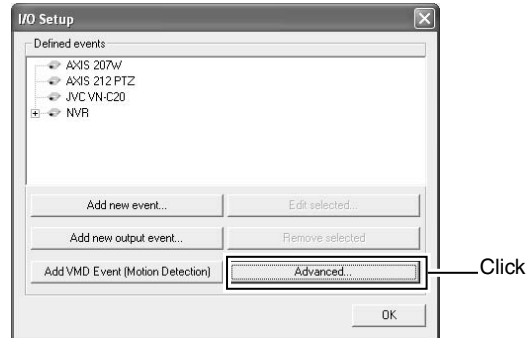 I/O Setup
Defined events
AXIS 207W
AXIS 212 PTZ
JVC VN-C20
NVR
Add new event...
Edit selected...
Add new output event...
Remove selected
Add VMD Event (Motion Detection)
Advanced...
Click
OK